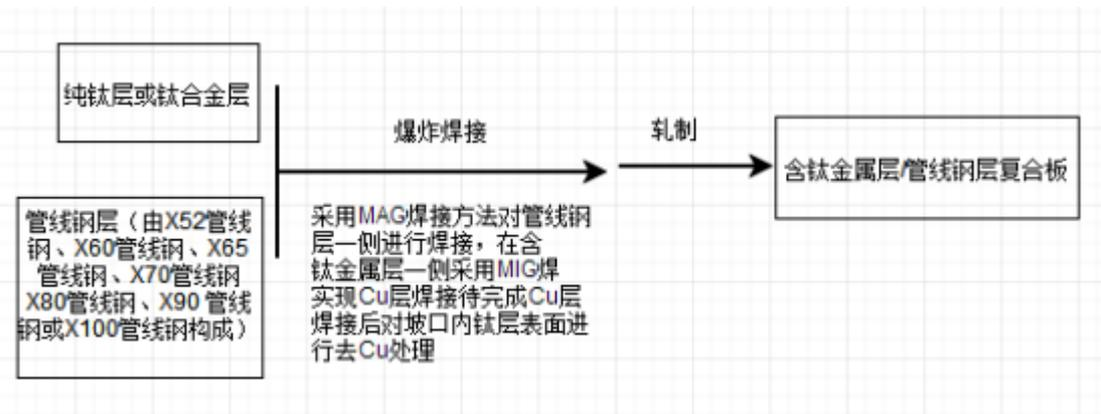 纯钛层或钛合金层
爆炸焊接
轧制
含钛金属层/管线钢层复合板
管线钢层（由X52管线
钢、X60管线钢、X65
管线钢、X70管线钢
X80管线钢、X90 管线
钢或X100管线钢构成）
采用MAG焊接方法对管线钢
层一侧进行焊接，在含
钛金属层一侧采用MIG焊
实现Cu层焊接待完成Cu层
焊接后对坡口内钛层表面进
行去Cu处理